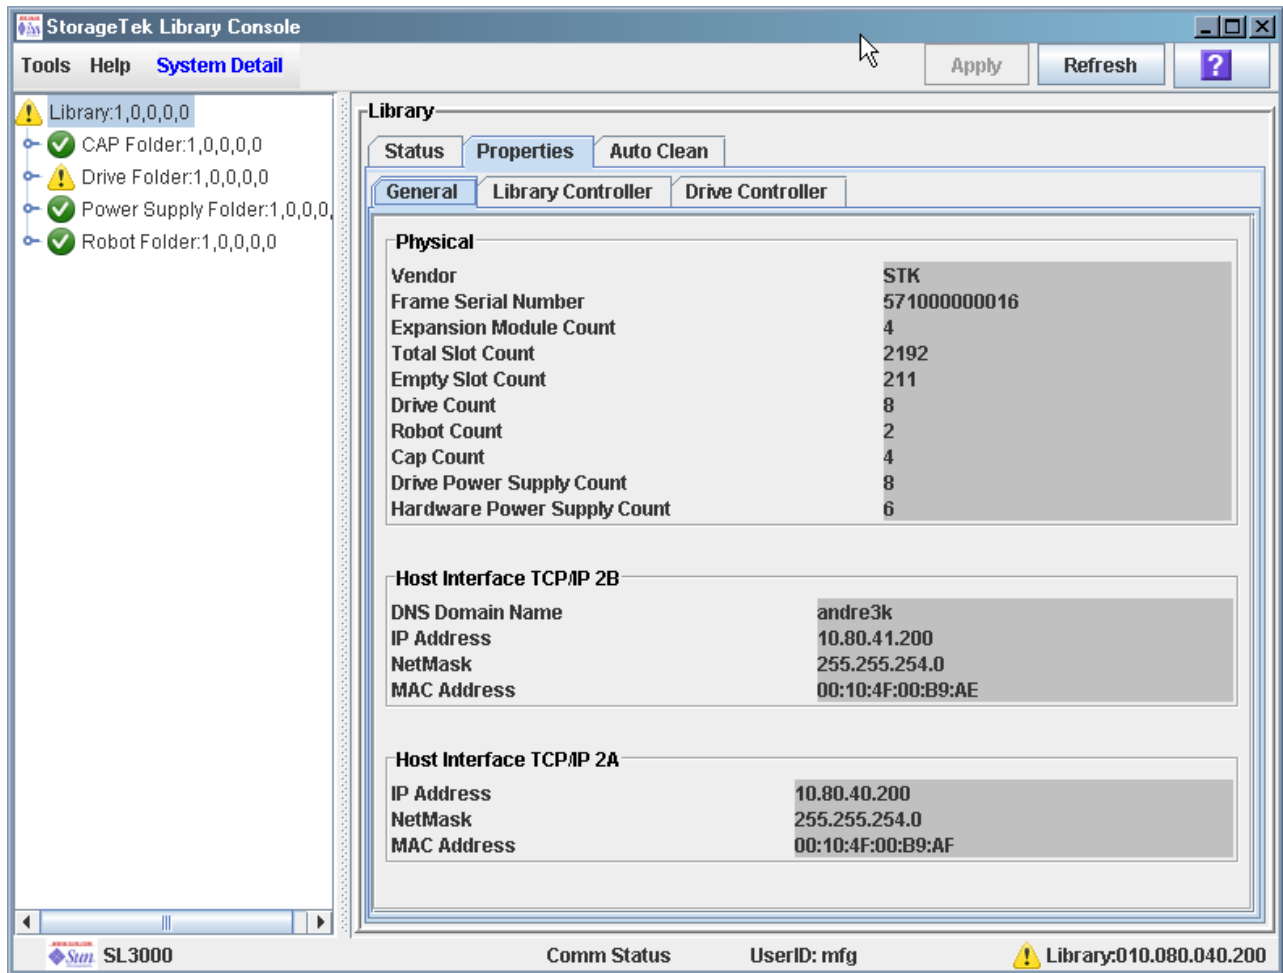 StorageTek Library Console
Tools Help System Detail Apply Refresh ?
Library:1,0,0,0,0
CAP Folder:1,0,0,0,0
Drive Folder:1,0,0,0,0
Power Supply Folder:1,0,0,0,
Robot Folder:1,0,0,0,0
Library
Status Properties Auto Clean
General Library Controller Drive Controller
Physical
Vendor STK
Frame Serial Number 571000000016
Expansion Module Count 4
Total Slot Count 2192
Empty Slot Count 211
Drive Count 8
Robot Count 2
Cap Count 4
Drive Power Supply Count 8
Hardware Power Supply Count 6
Host Interface TCP/IP 2B
DNS Domain Name andre3k
IP Address 10.80.41.200
NetMask 255.255.254.0
MAC Address 00:10:4F:00:B9:AE
Host Interface TCP/IP 2A
IP Address 10.80.40.200
NetMask 255.255.254.0
MAC Address 00:10:4F:00:B9:AF
Sun SL3000 Comm Status UserID: mfg Library:010.080.040.200